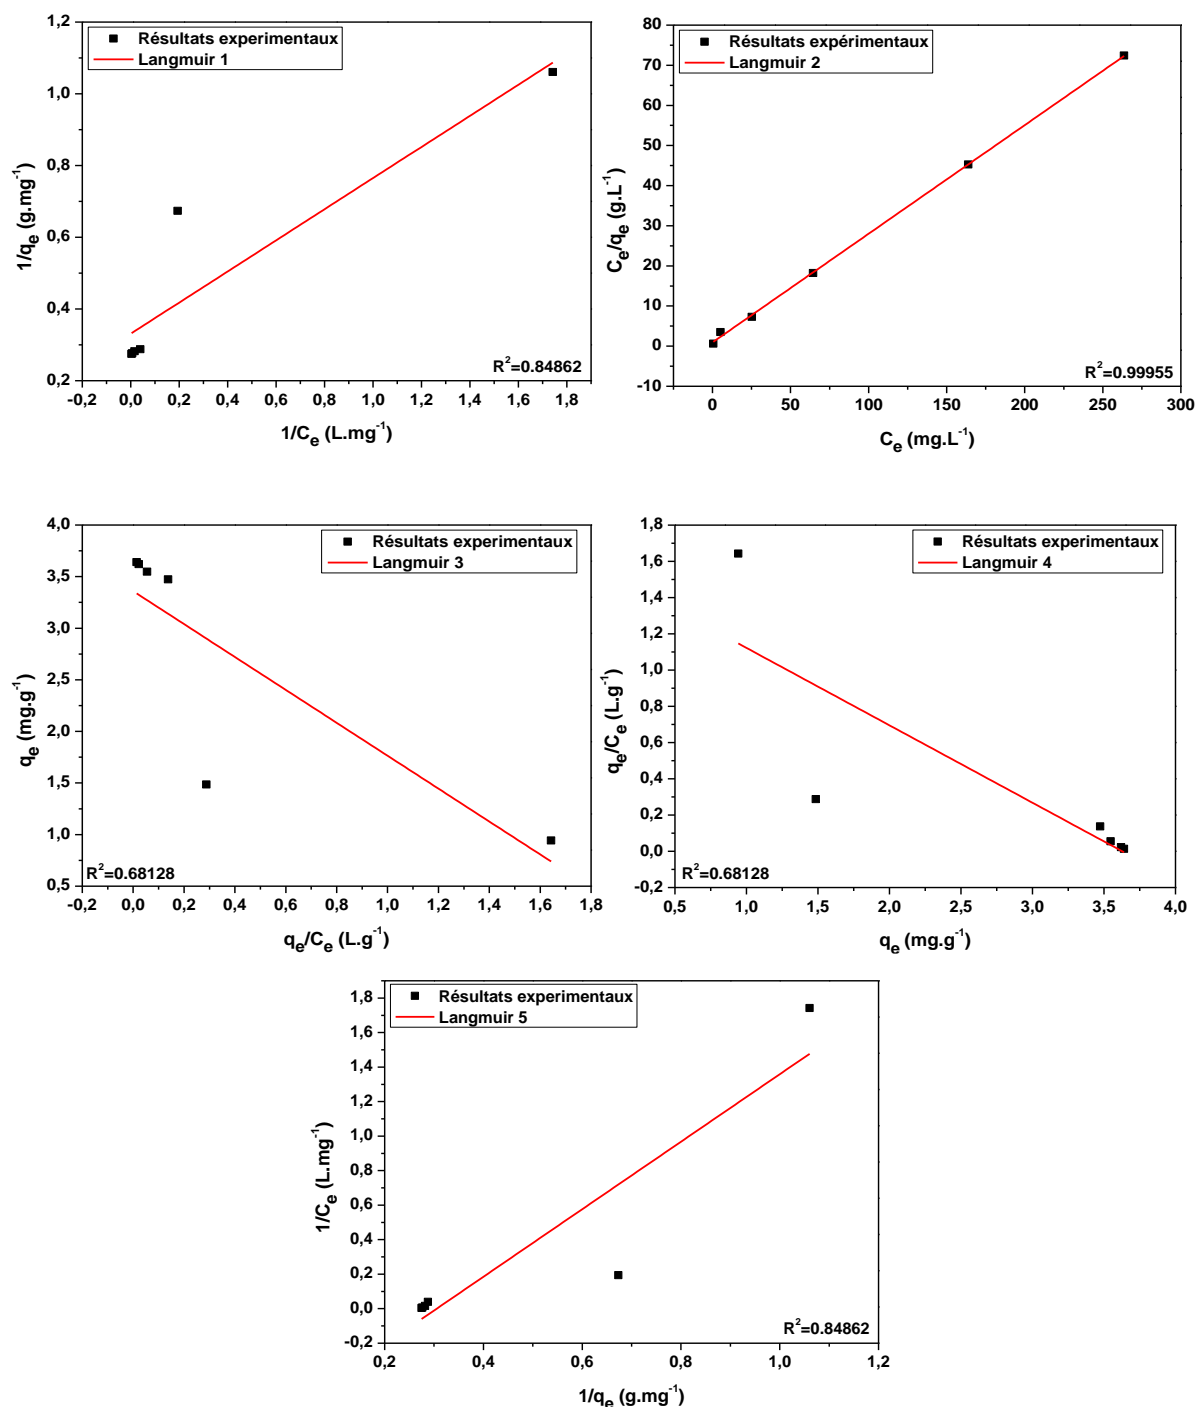 Résultats experimentaux
Langmuir 1
1,2
1,0
0,8
0,6
0,4
0,2
1/qe (g.mg-1)
R2=0.84862
-0,2 0,0 0,2 0,4 0,6 0,8 1,0 1,2 1,4 1,6 1,8
1/Ce (L.mg-1)
Résultats expérimentaux
Langmuir 2
80
70
60
50
40
30
20
10
0
-10
Ce/qe (g.L-1)
R2=0.99955
0 50 100 150 200 250 300
Ce (mg.L-1)
Résultats experimentaux
Langmuir 3
4,0
3,5
3,0
2,5
2,0
1,5
1,0
0,5
qe (mg.g-1)
R2=0.68128
-0,2 0,0 0,2 0,4 0,6 0,8 1,0 1,2 1,4 1,6 1,8
qe/Ce (L.g-1)
Résultats experimentaux
Langmuir 4
1,8
1,6
1,4
1,2
1,0
0,8
0,6
0,4
0,2
0,0
-0,2
qe/Ce (L.g-1)
R2=0.68128
0,5 1,0 1,5 2,0 2,5 3,0 3,5 4,0
qe (mg.g-1)
Résultats experimentaux
Langmuir 5
1,8
1,6
1,4
1,2
1,0
0,8
0,6
0,4
0,2
0,0
-0,2
1/Ce (L.mg-1)
R2=0.84862
0,2 0,4 0,6 0,8 1,0 1,2
1/qe (g.mg-1)